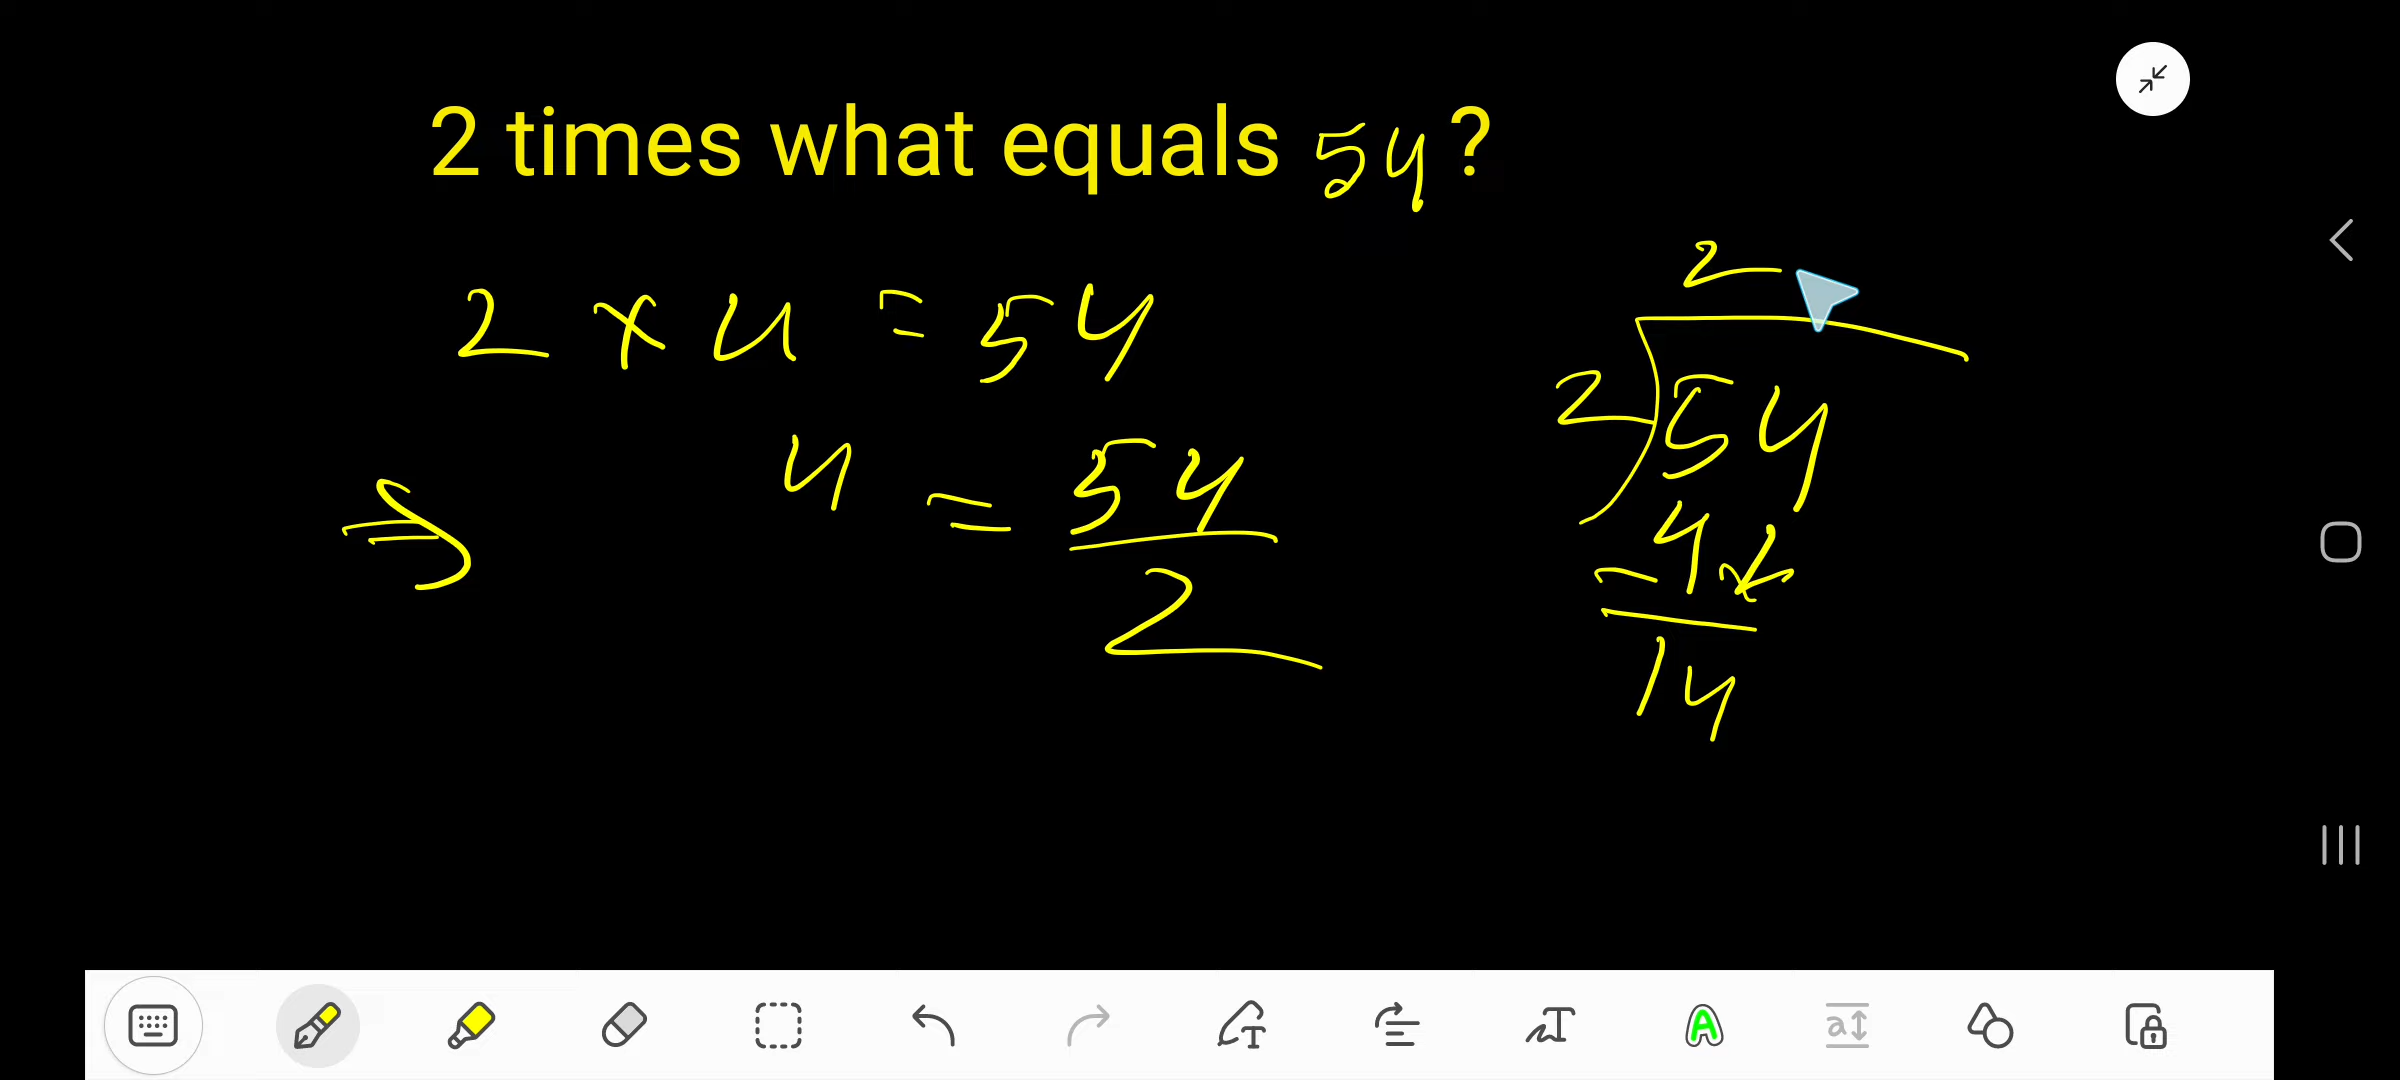 2 times what equals 54?
2 × u = 54
⇒ u = 54
2
2
2 54
- 4 ↓
14